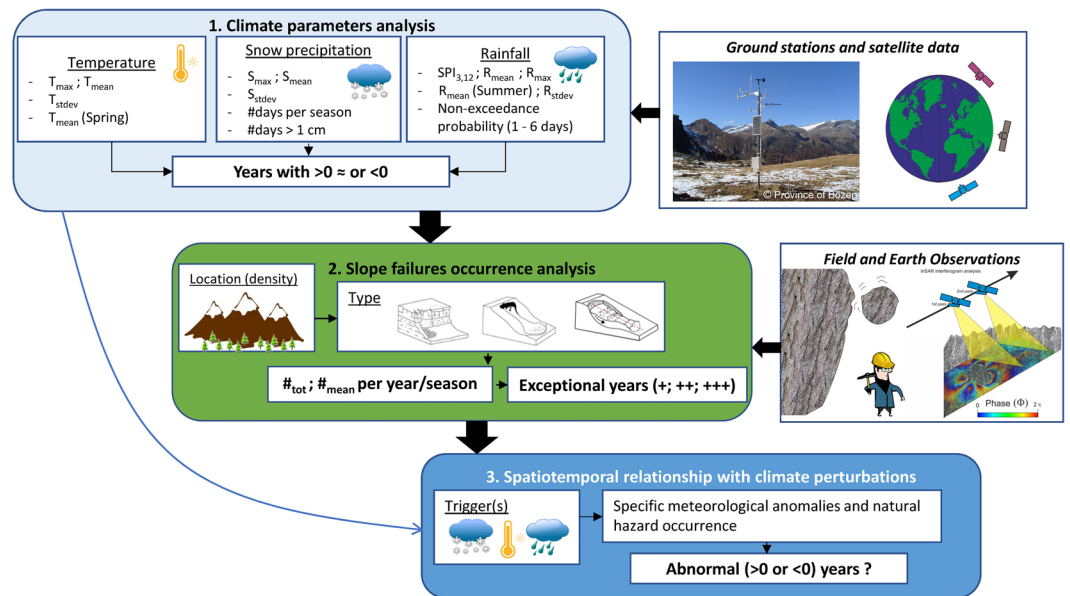 1. Climate parameters analysis
Temperature
- Tmax ; Tmean
- Tstdev
- Tmean (Spring)
Snow precipitation
- Smax ; Smean
- Sstdev
- #days per season
- #days > 1 cm
Rainfall
- SPI3,12 ; Rmean ; Rmax
- Rmean (Summer) ; Rstdev
- Non-exceedance
probability (1 - 6 days)
Years with >0 ≈ or <0
Ground stations and satellite data
© Province of Bozen
2. Slope failures occurrence analysis
Location (density)
Type
#tot ; #mean per year/season
Exceptional years (+; ++; +++)
Field and Earth Observations
InSAR interferogram analysis
2nd pass
1st pass
0 Phase (Φ) 2 s
3. Spatiotemporal relationship with climate perturbations
Trigger(s)
Specific meteorological anomalies and natural
hazard occurrence
Abnormal (>0 or <0) years ?